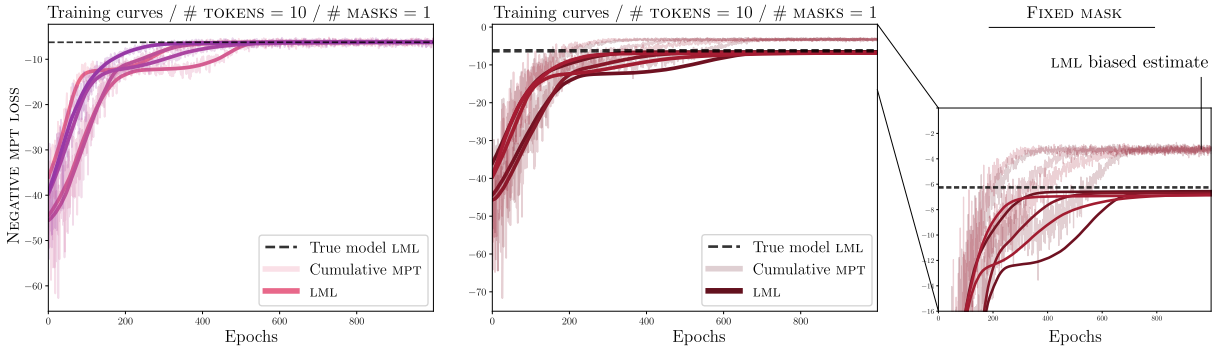 Training curves / # TOKENS = 10 / # MASKS = 1
NEGATIVE MPT LOSS
−10
−20
−30
−40
−50
−60
0
200
400
600
800
Epochs
True model LML
Cumulative MPT
LML
Training curves / # TOKENS = 10 / # MASKS = 1
0
−10
−20
−30
−40
−50
−60
−70
0
200
400
600
800
Epochs
True model LML
Cumulative MPT
LML
FIXED MASK
LML biased estimate
−2
−4
−6
−8
−10
−12
−14
−16
0
200
400
600
800
Epochs